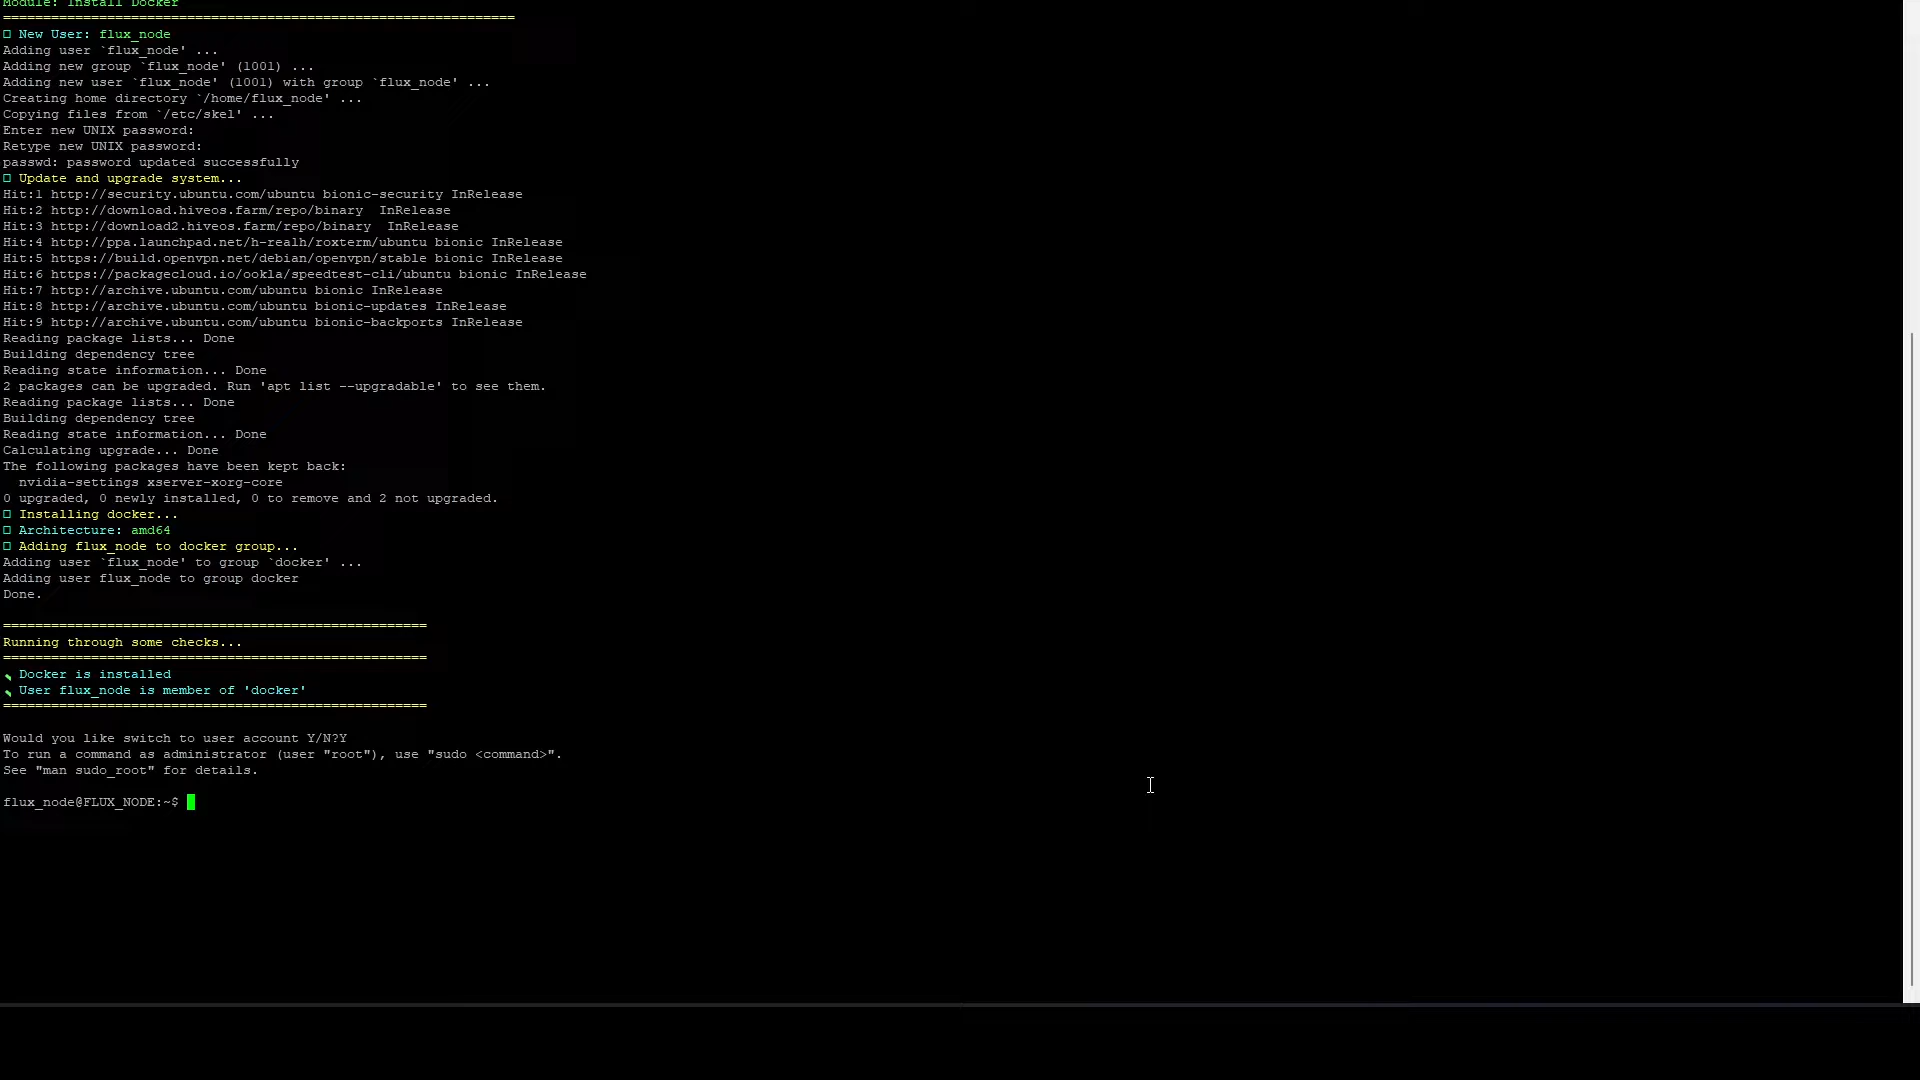 Module: Install Docker
================================================================
New User: flux_node
Adding user `flux_node' ...
Adding new group `flux_node' (1001) ...
Adding new user `flux_node' (1001) with group `flux_node' ...
Creating home directory `/home/flux_node' ...
Copying files from `/etc/skel' ...
Enter new UNIX password:
Retype new UNIX password:
passwd: password updated successfully
Update and upgrade system...
Hit:1 http://security.ubuntu.com/ubuntu bionic-security InRelease
Hit:2 http://download.hiveos.farm/repo/binary  InRelease
Hit:3 http://download2.hiveos.farm/repo/binary  InRelease
Hit:4 http://ppa.launchpad.net/h-realh/roxterm/ubuntu bionic InRelease
Hit:5 https://build.openvpn.net/debian/openvpn/stable bionic InRelease
Hit:6 https://packagecloud.io/ookla/speedtest-cli/ubuntu bionic InRelease
Hit:7 http://archive.ubuntu.com/ubuntu bionic InRelease
Hit:8 http://archive.ubuntu.com/ubuntu bionic-updates InRelease
Hit:9 http://archive.ubuntu.com/ubuntu bionic-backports InRelease
Reading package lists... Done
Building dependency tree
Reading state information... Done
2 packages can be upgraded. Run 'apt list --upgradable' to see them.
Reading package lists... Done
Building dependency tree
Reading state information... Done
Calculating upgrade... Done
The following packages have been kept back:
  nvidia-settings xserver-xorg-core
0 upgraded, 0 newly installed, 0 to remove and 2 not upgraded.
Installing docker...
Architecture: amd64
Adding flux_node to docker group...
Adding user `flux_node' to group `docker' ...
Adding user flux_node to group docker
Done.
=====================================================
Running through some checks...
=====================================================
Docker is installed
User flux_node is member of 'docker'
=====================================================
Would you like switch to user account Y/N?Y
To run a command as administrator (user "root"), use "sudo <command>".
See "man sudo_root" for details.
flux_node@FLUX_NODE:~$